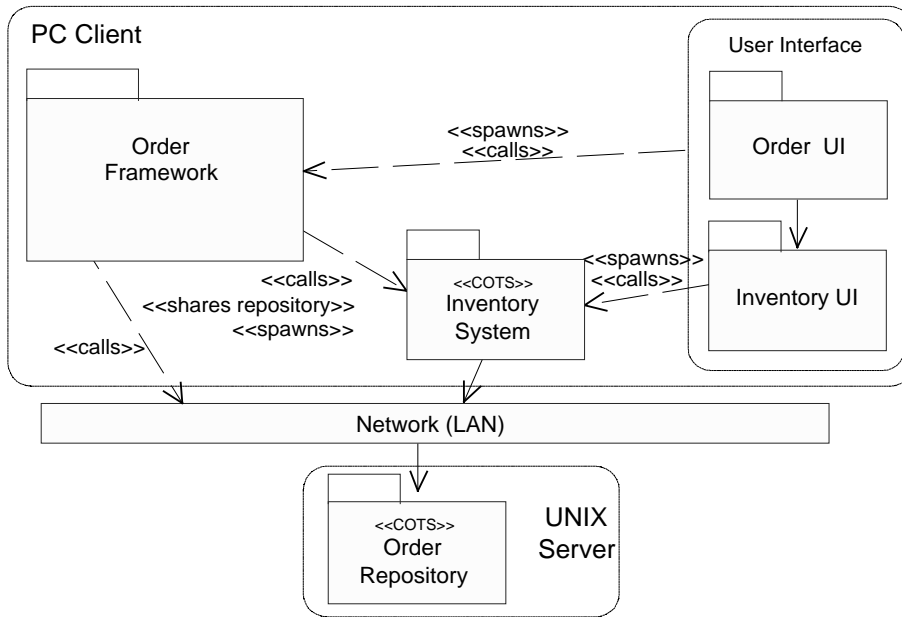 PC Client
User Interface
Order
Framework
<<spawns>>
<<calls>>
Order UI
<<calls>>
<<shares repository>>
<<spawns>>
<<COTS>>
Inventory
System
<<spawns>>
<<calls>>
Inventory UI
<<calls>>
Network (LAN)
<<COTS>>
Order
Repository
UNIX
Server